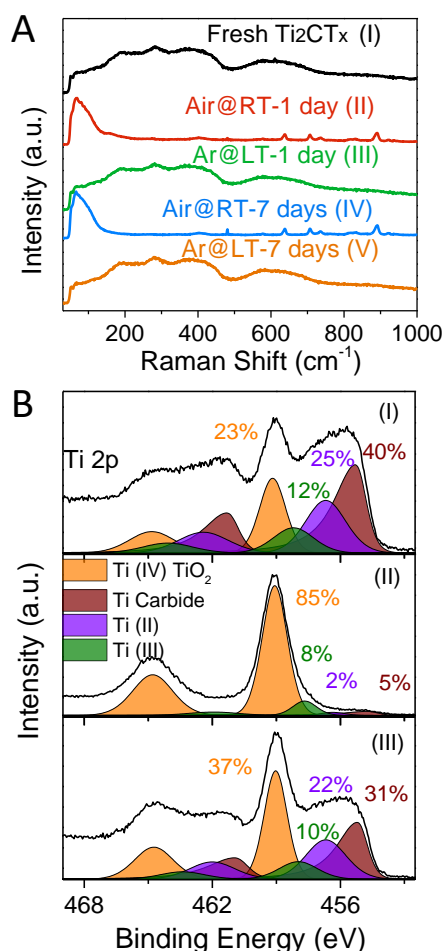 A
Fresh Ti2CTx (I)
Air@RT-1 day (II)
Ar@LT-1 day (III)
Air@RT-7 days (IV)
Ar@LT-7 days (V)
Intensity (a.u.)
200 400 600 800 1000
Raman Shift (cm-1)
B
(I)
Ti 2p
23%
25%
40%
12%
(II)
Ti (IV) TiO2
Ti Carbide
Ti (II)
Ti (III)
85%
8%
2%
5%
(III)
37%
22%
31%
10%
Intensity (a.u.)
468 462 456
Binding Energy (eV)